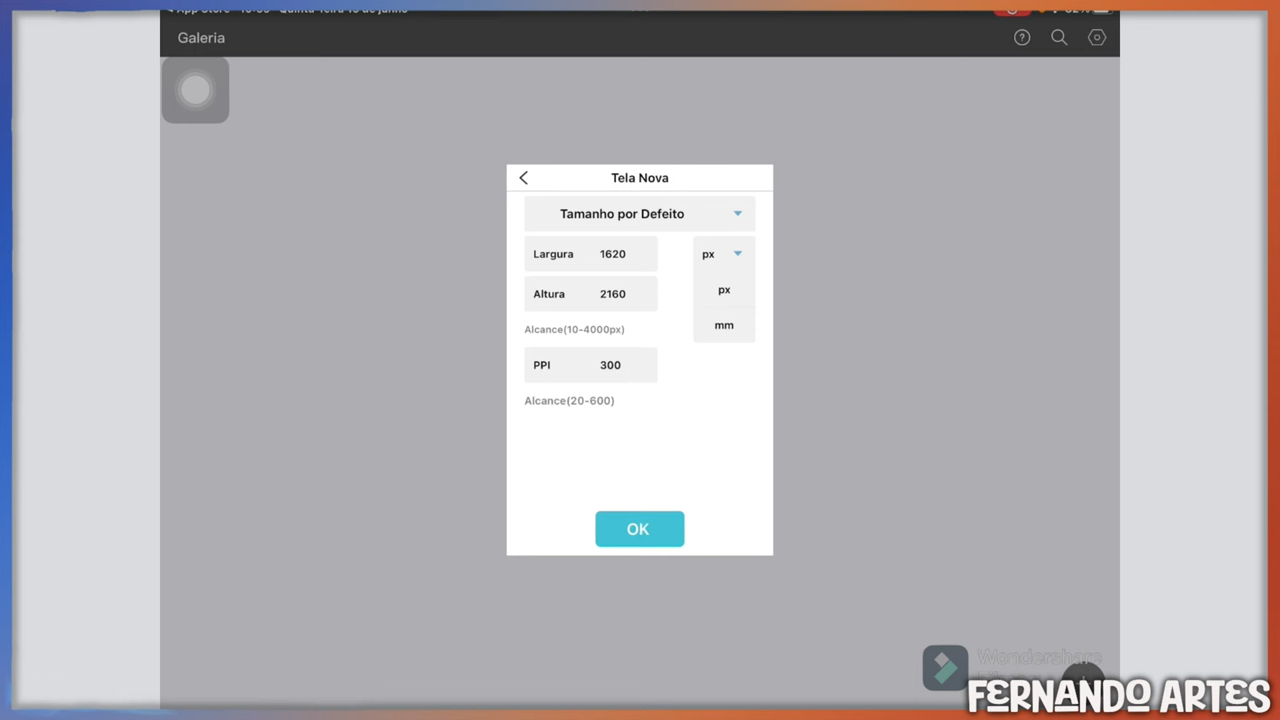 Galeria
Tela Nova
Tamanho por Defeito
Largura 1620
px
Altura 2160
px
Alcance(10-4000px)
mm
PPI 300
Alcance(20-600)
OK
Wondershare
FERNANDO ARTES